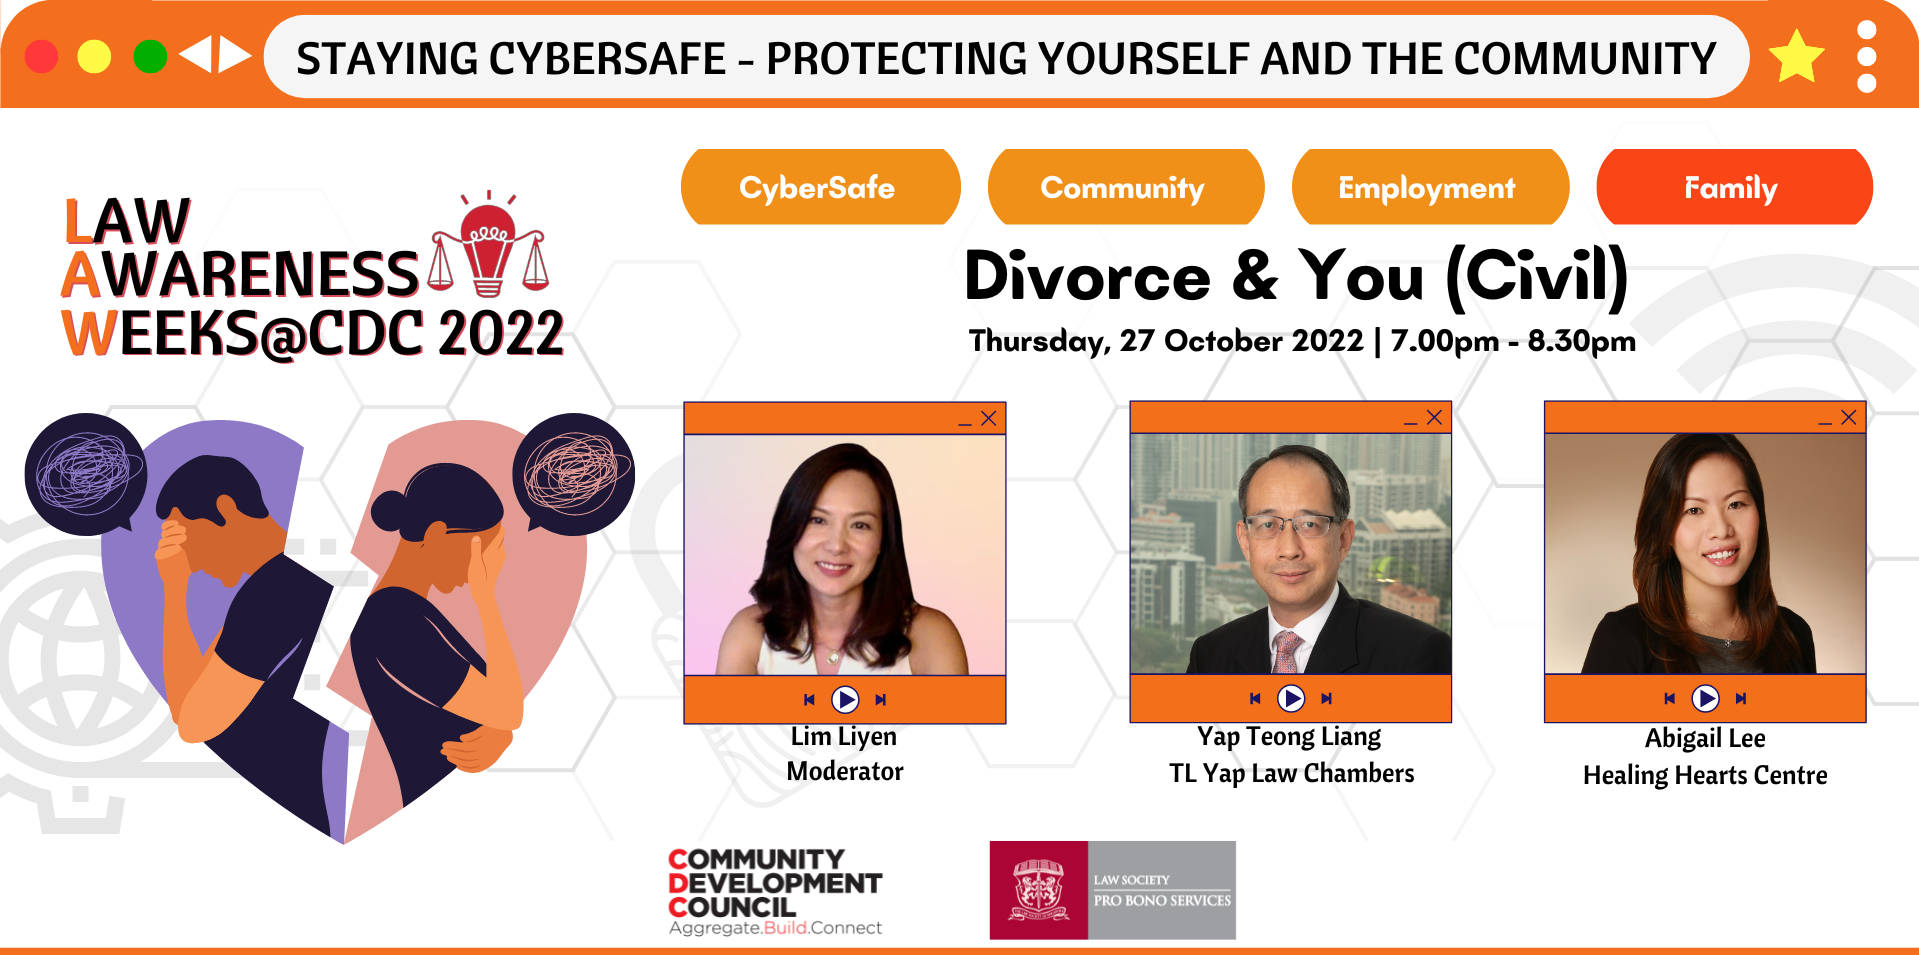 STAYING CYBERSAFE - PROTECTING YOURSELF AND THE COMMUNITY
CyberSafe
Community
Employment
Family
LAW
AWARENESS
WEEKS@CDC 2022
Divorce & You (Civil)
Thursday, 27 October 2022 | 7.00pm - 8.30pm
Lim Liyen
Moderator
Yap Teong Liang
TL Yap Law Chambers
Abigail Lee
Healing Hearts Centre
COMMUNITY
DEVELOPMENT
COUNCIL
Aggregate.Build.Connect
LAW SOCIETY
PRO BONO SERVICES